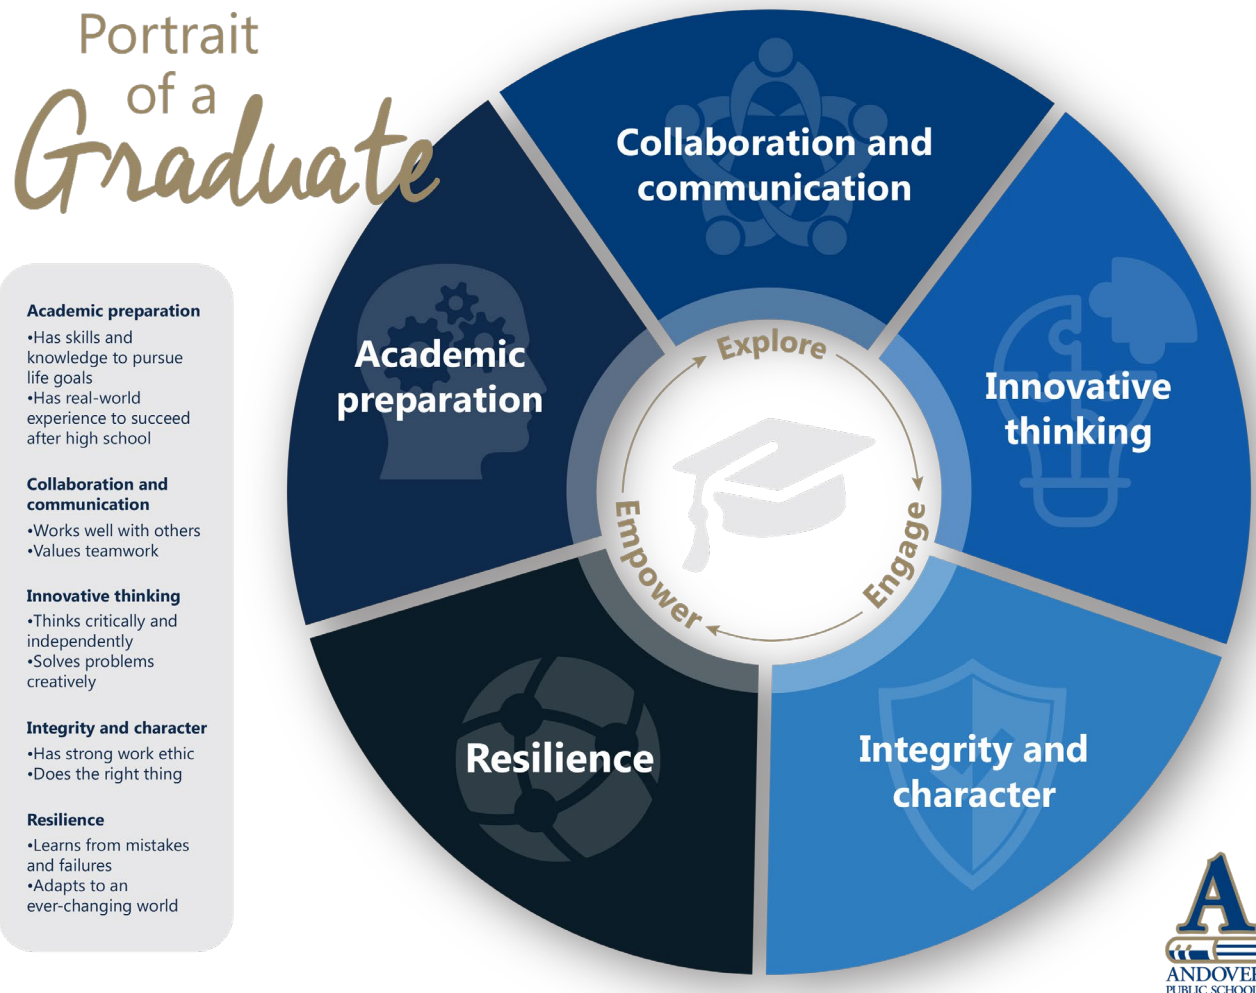 Portrait
of a
Graduate
Academic preparation
•Has skills and
knowledge to pursue
life goals
•Has real-world
experience to succeed
after high school
Collaboration and
communication
•Works well with others
•Values teamwork
Innovative thinking
•Thinks critically and
independently
•Solves problems
creatively
Integrity and character
•Has strong work ethic
•Does the right thing
Resilience
•Learns from mistakes
and failures
•Adapts to an
ever-changing world
Collaboration and
communication
Innovative
thinking
Integrity and
character
Resilience
Academic
preparation
Explore
Engage
Empower
A
ANDOVER
PUBLIC SCHOOL